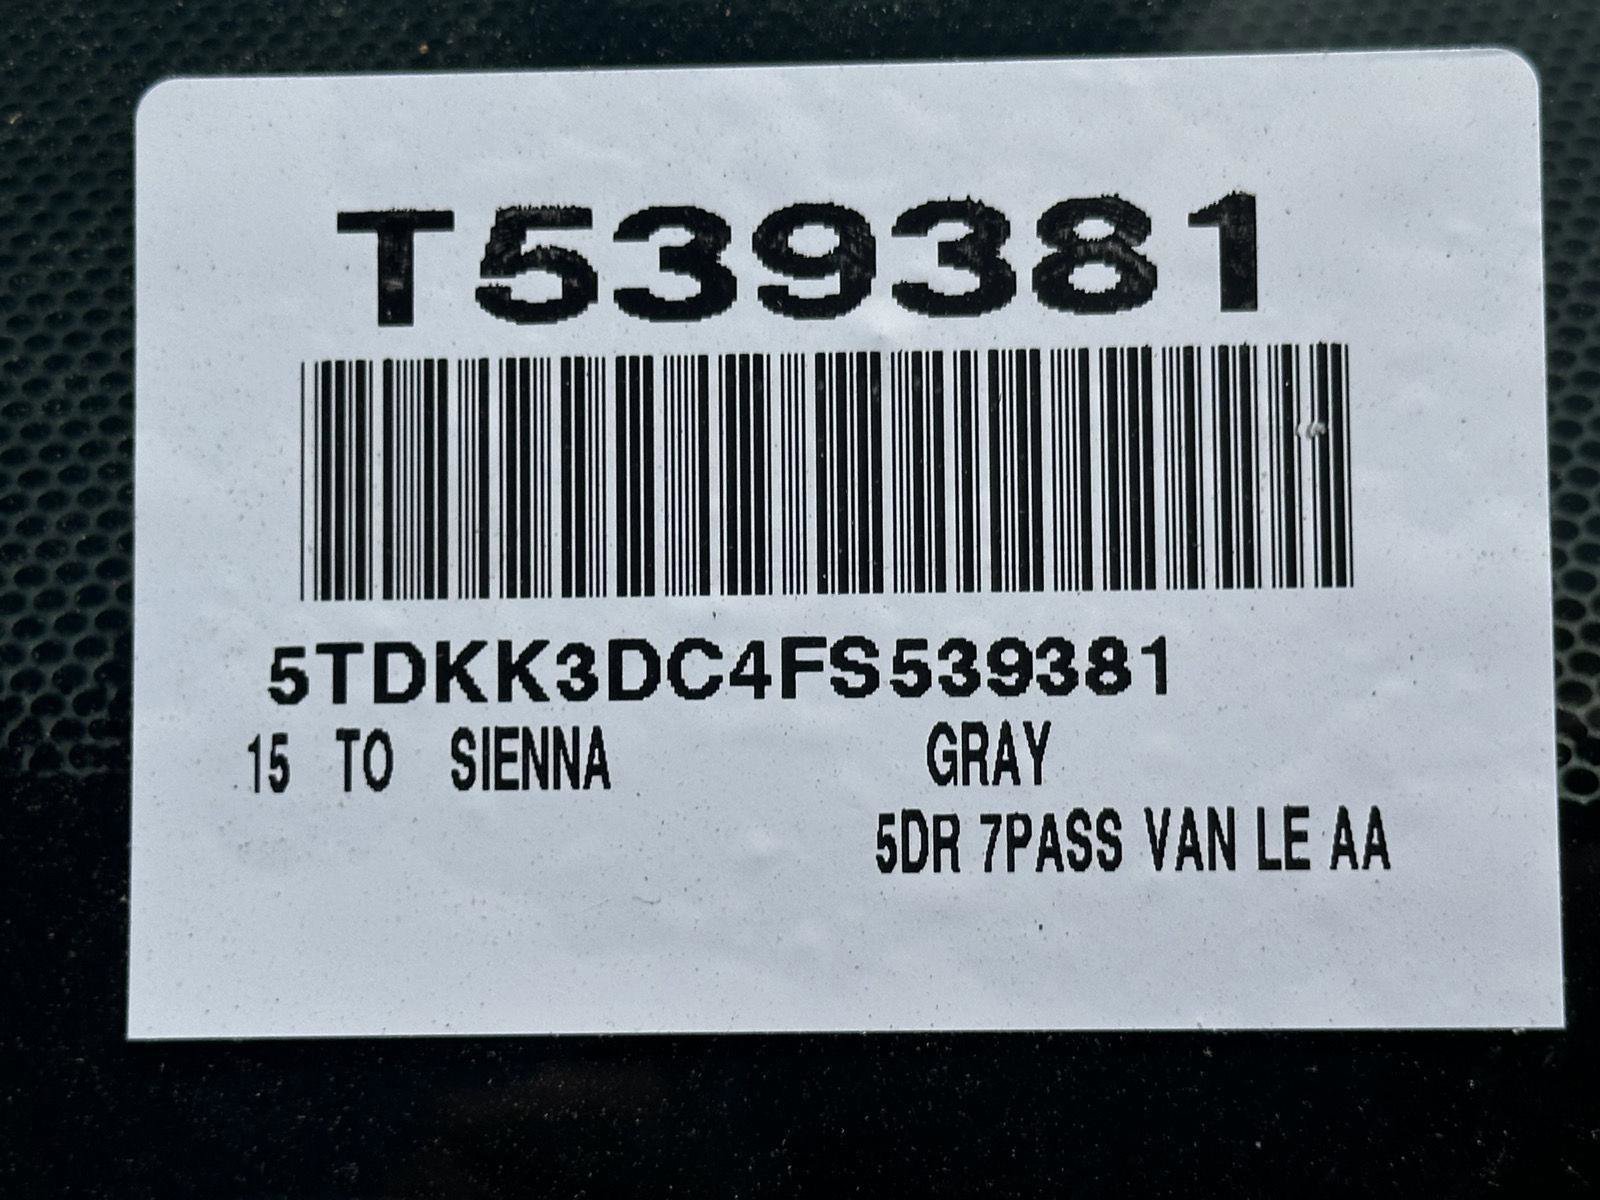 T539381
5TDKK3DC4FS539381
15 TO SIENNA GRAY
5DR 7PASS VAN LE AA